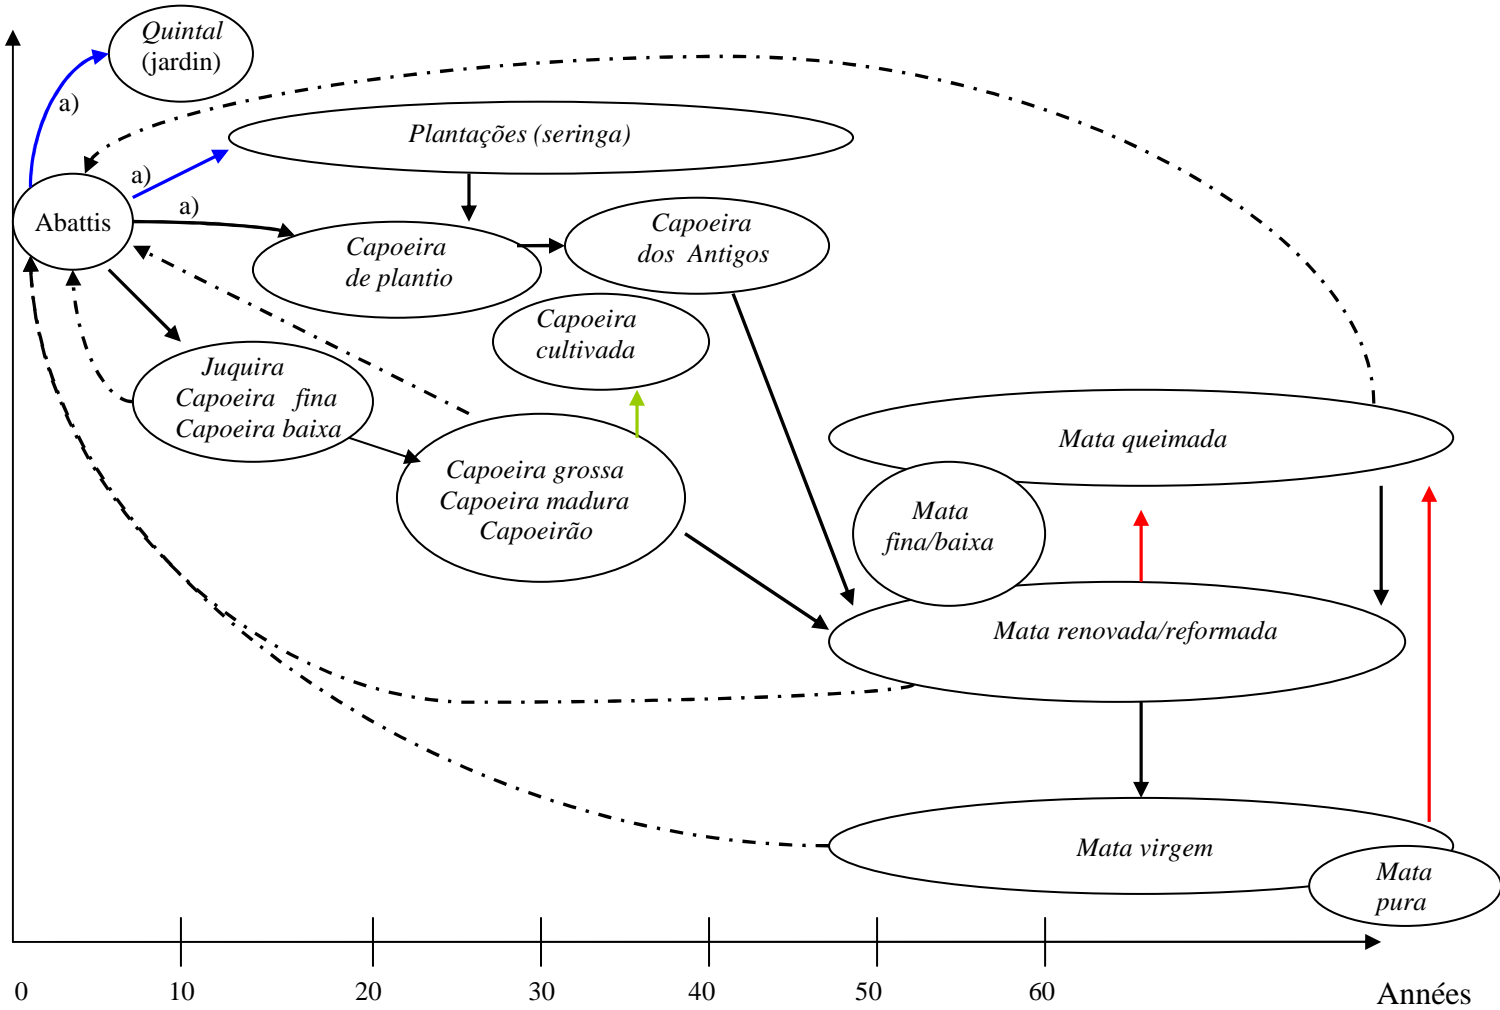 Quintal
(jardin)
a)
Plantações (seringa)
a)
a)
Abattis
Capoeira
de plantio
Capoeira
dos Antigos
Capoeira
cultivada
Juquira
Capoeira fina
Capoeira baixa
Capoeira grossa
Capoeira madura
Capoeirão
Mata queimada
Mata
fina/baixa
Mata renovada/reformada
Mata virgem
Mata
pura
0 10 20 30 40 50 60 Années